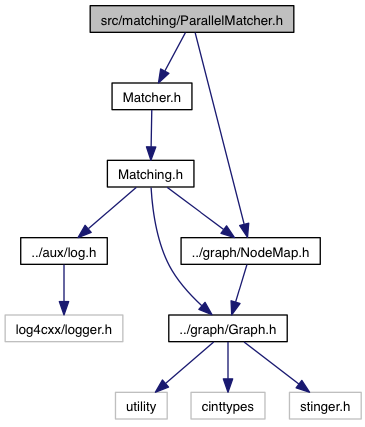 src/matching/ParallelMatcher.h
Matcher.h
Matching.h
../aux/log.h
../graph/NodeMap.h
log4cxx/logger.h
../graph/Graph.h
utility
cinttypes
stinger.h